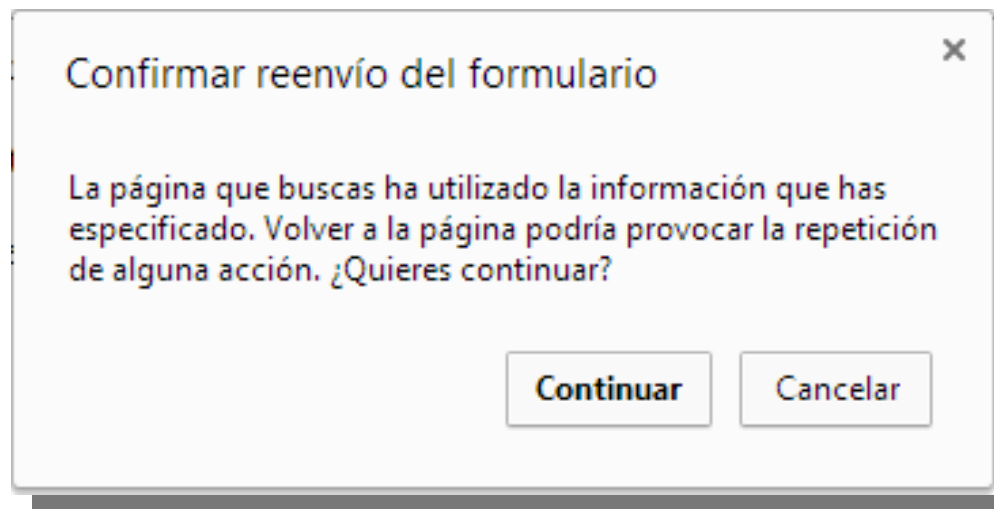 Confirmar reenvío del formulario
La página que buscas ha utilizado la información que has
especificado. Volver a la página podría provocar la repetición
de alguna acción. ¿Quieres continuar?
Continuar Cancelar